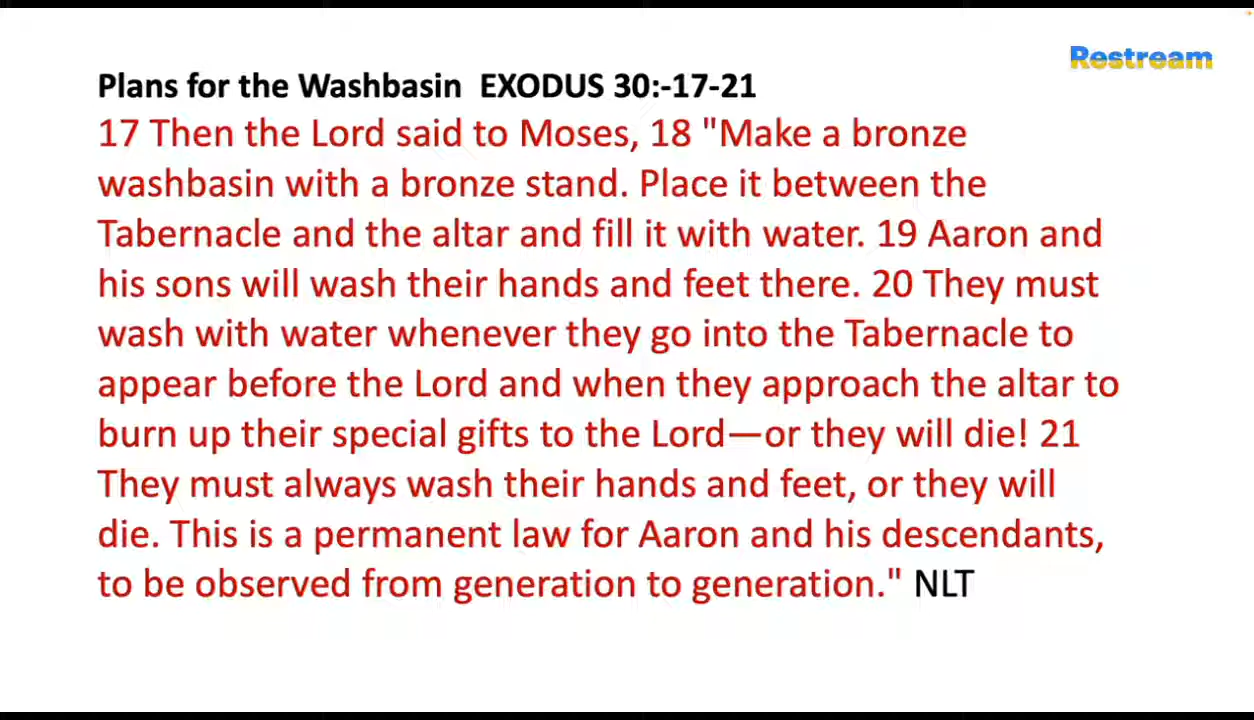 Restream
Plans for the Washbasin EXODUS 30:-17-21
17 Then the Lord said to Moses, 18 "Make a bronze
washbasin with a bronze stand. Place it between the
Tabernacle and the altar and fill it with water. 19 Aaron and
his sons will wash their hands and feet there. 20 They must
wash with water whenever they go into the Tabernacle to
appear before the Lord and when they approach the altar to
burn up their special gifts to the Lord—or they will die! 21
They must always wash their hands and feet, or they will
die. This is a permanent law for Aaron and his descendants,
to be observed from generation to generation." NLT